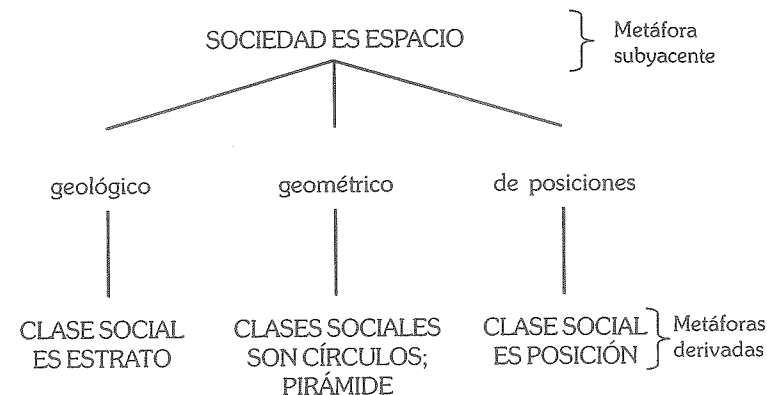 SOCIEDAD ES ESPACIO
Metáfora
subyacente
geológico
geométrico
de posiciones
CLASE SOCIAL
ES ESTRATO
CLASES SOCIALES
SON CÍRCULOS;
PIRÁMIDE
CLASE SOCIAL
ES POSICIÓN
Metáforas
derivadas